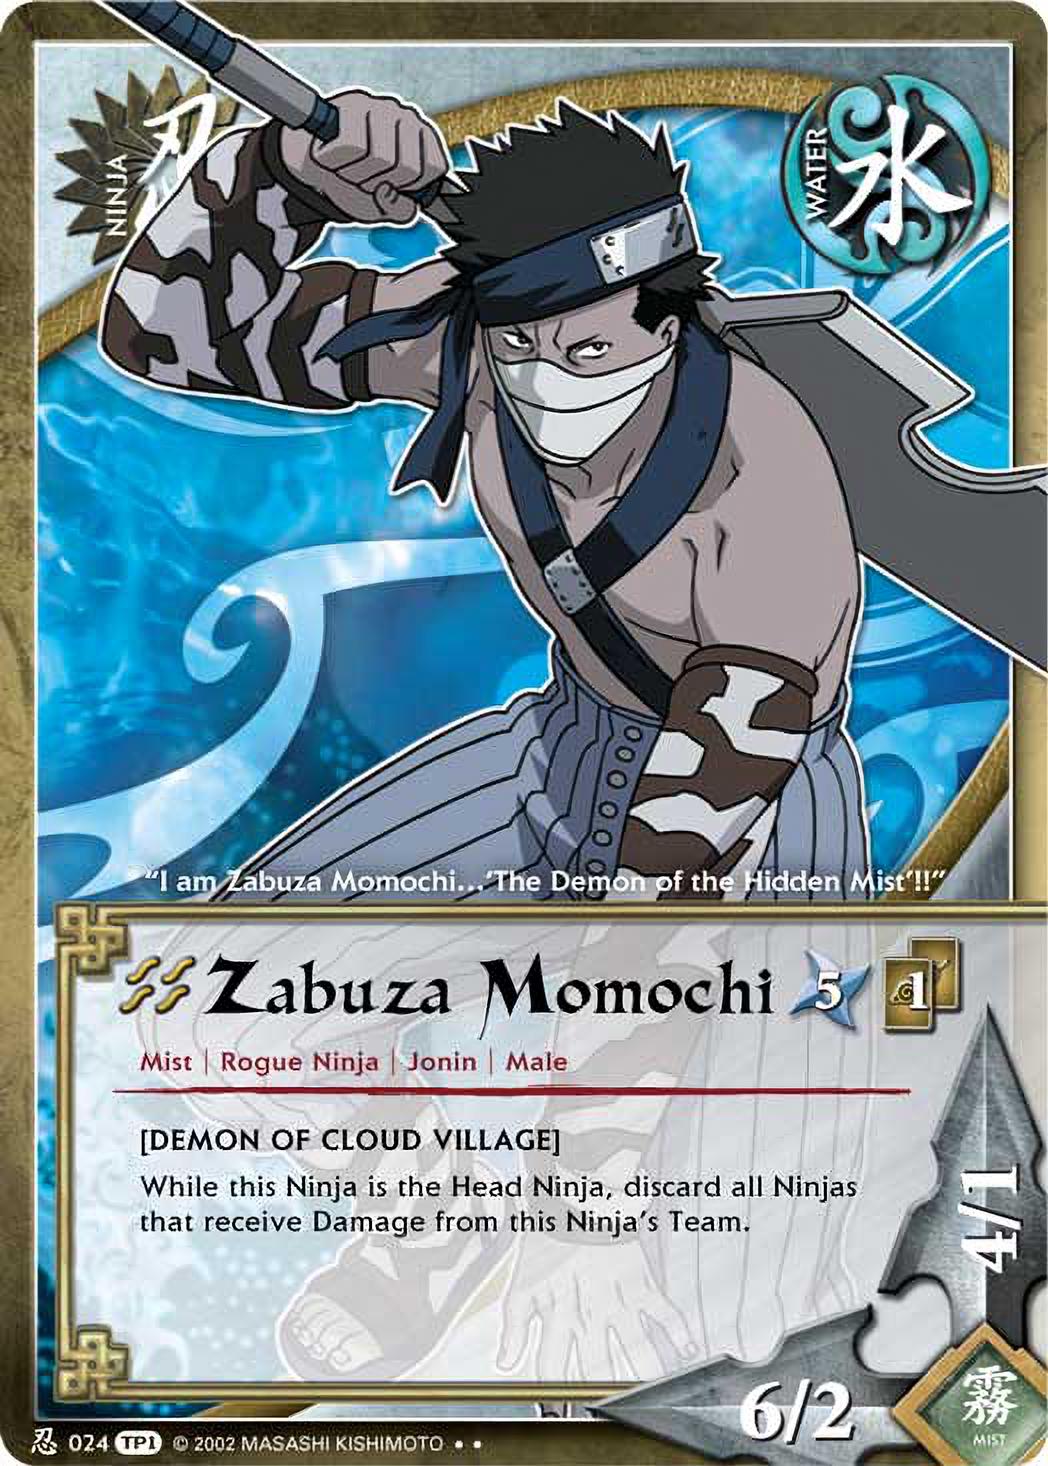 NINJA
忍
WATER
水
"I am Zabuza Momochi...'The Demon of the Hidden Mist'!!"
Zabuza Momochi 5 1
Mist | Rogue Ninja | Jonin | Male
[DEMON OF CLOUD VILLAGE]
While this Ninja is the Head Ninja, discard all Ninjas
that receive Damage from this Ninja's Team.
4/1
6/2
霧
MIST
忍 024 TP1 © 2002 MASASHI KISHIMOTO • •